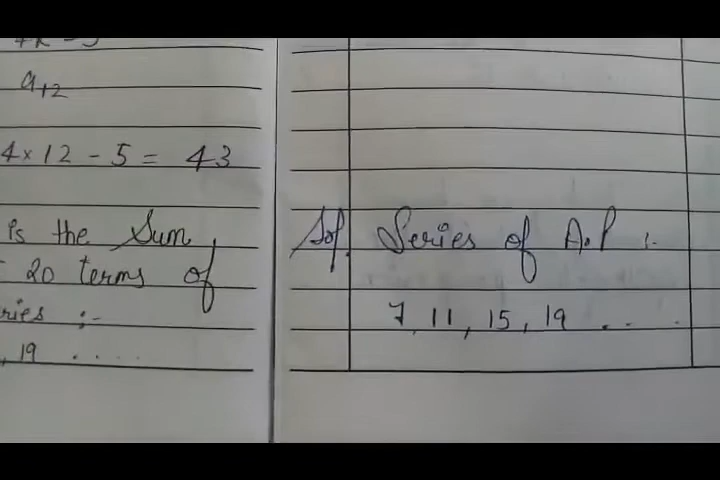 a12
4 × 12 - 5 = 43
is the Sum
20 terms of
ries :-
, 19 ....
Sol. Series of A.P :-
7, 11, 15, 19 ....